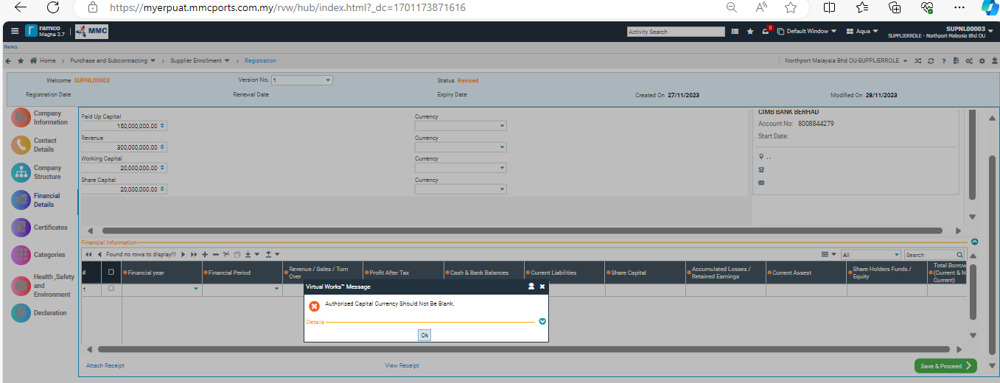 https://myerpuat.mmcports.com.my/rvw/hub/index.html?_dc=1701173871616
ramco
Magna 2.7
MMC
Activity Search
0
Default Window
Aqua
SUPNL00003
SUPPLIERROLE - Northport Malaysia Bhd OU
News
Home > Purchase and Subcontracting > Supplier Enrollment > Registration
Northport Malaysia Bhd OU-SUPPLIERROLE
Welcome SUPNL00003
Version No. 1
Status Revised
Registration Date
Renewal Date
Expiry Date
Created On 27/11/2023
Modified On 28/11/2023
Company Information
Contact Details
Company Structure
Financial Details
Certificates
Categories
Health ,Safety and Environment
Declaration
Paid Up Capital
150,000,000.00
Currency
Revenue
300,000,000.00
Currency
Working Capital
20,000,000.00
Currency
Share Capital
20,000,000.00
Currency
CIMB BANK BERHAD
Account No: 8008844279
Start Date:
. .
Financial Information
Found no rows to display!!!
All
Search
#
Financial year
Financial Period
Revenue / Sales / Turn Over
Profit After Tax
Cash & Bank Balances
Current Liabilities
Share Capital
Accumulated Losses / Retained Earnings
Current Assest
Share Holders Funds / Equity
Total Borrow
(Current & N
Current)
1
Virtual Works™ Message
Authorized Capital Currency Should Not Be Blank.
Details
Ok
Attach Receipt
View Receipt
Save & Proceed